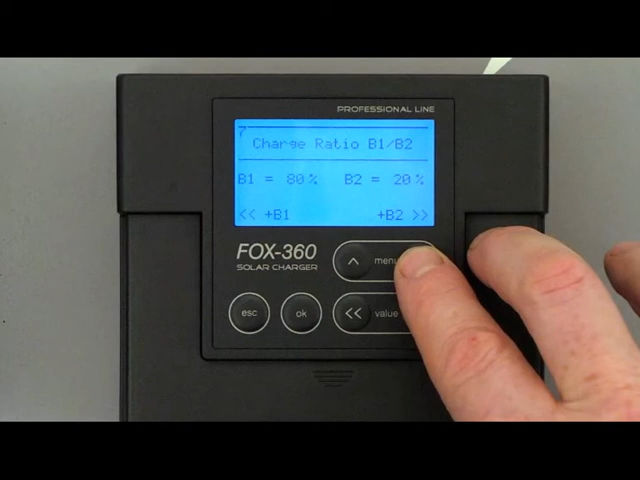 PROFESSIONAL LINE
7
Charge Ratio B1/B2
B1 = 80% B2 = 20%
<< +B1 +B2 >>
FOX-360
SOLAR CHARGER
^ menu
esc ok << value